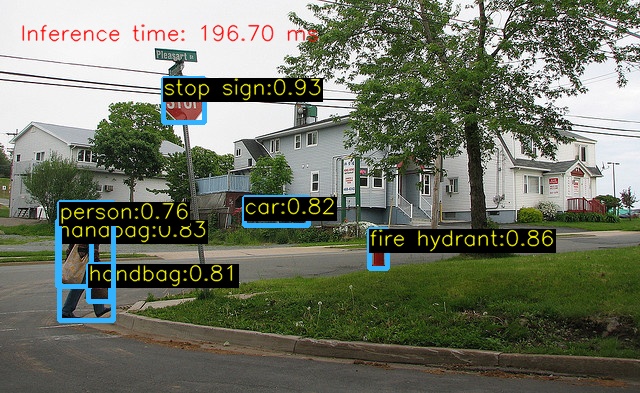 Inference time: 196.70 ms
Pleasant St
stop sign:0.93
STOP
person:0.76
handbag:0.83
car:0.82
fire hydrant:0.86
handbag:0.81